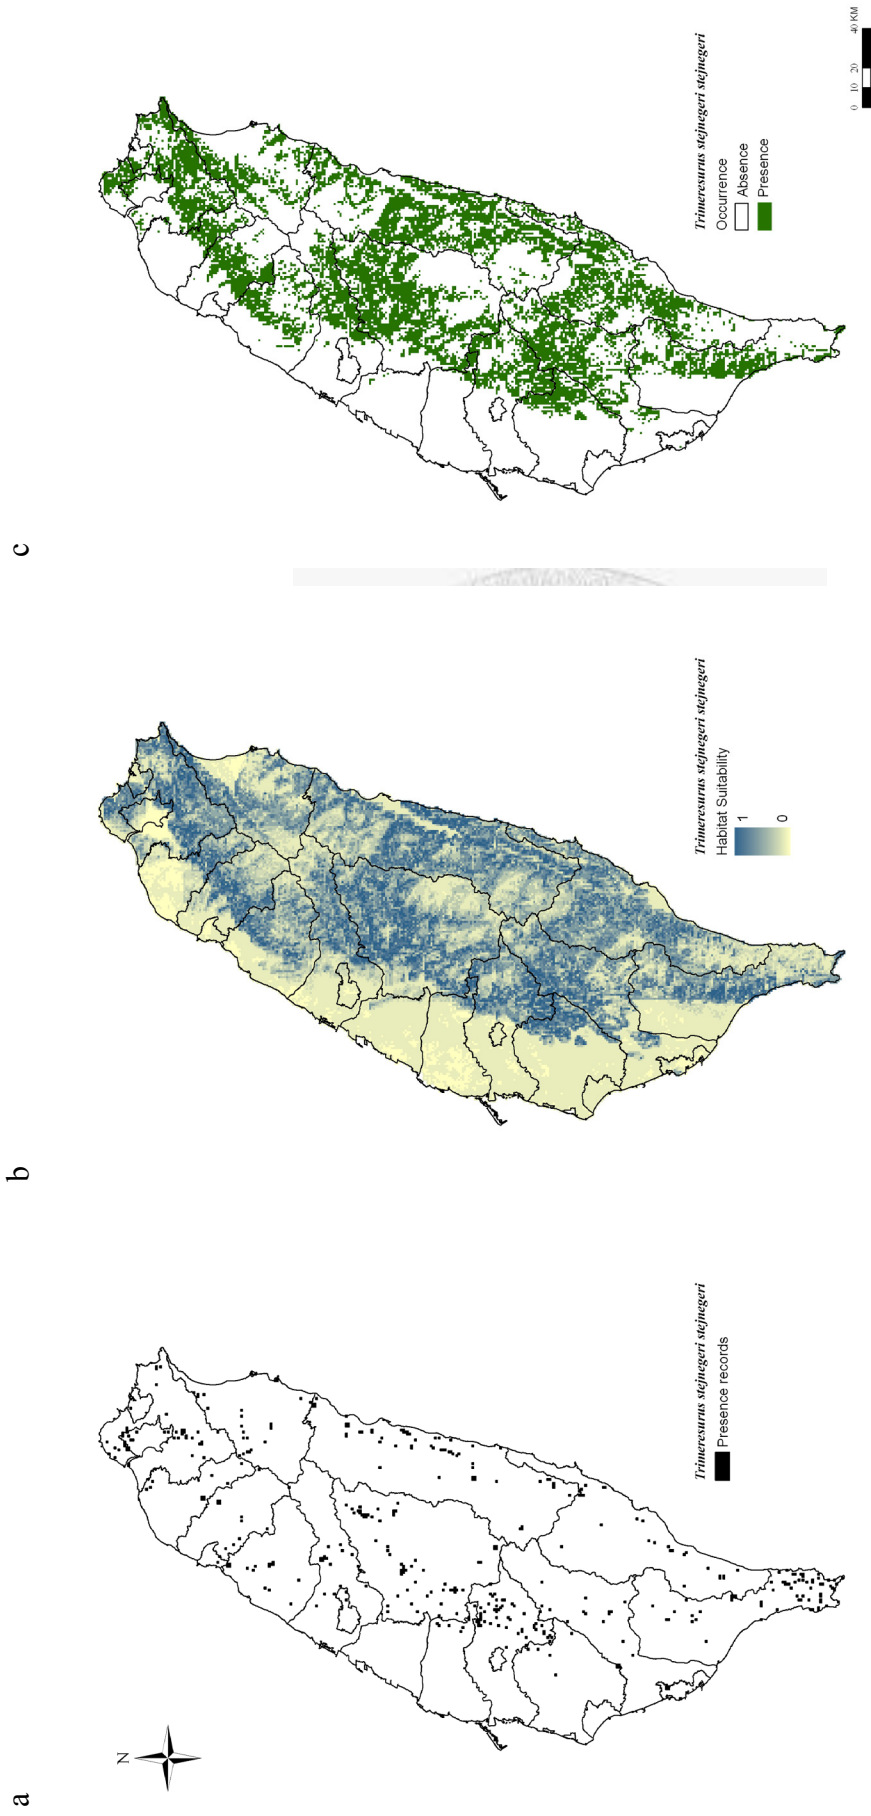 a
N
Trimeresurus stejnegeri stejnegeri
Presence records
b
Trimeresurus stejnegeri stejnegeri
Habitat Suitability
1
0
c
Trimeresurus stejnegeri stejnegeri
Occurrence
Absence
Presence
0 10 20 40 KM